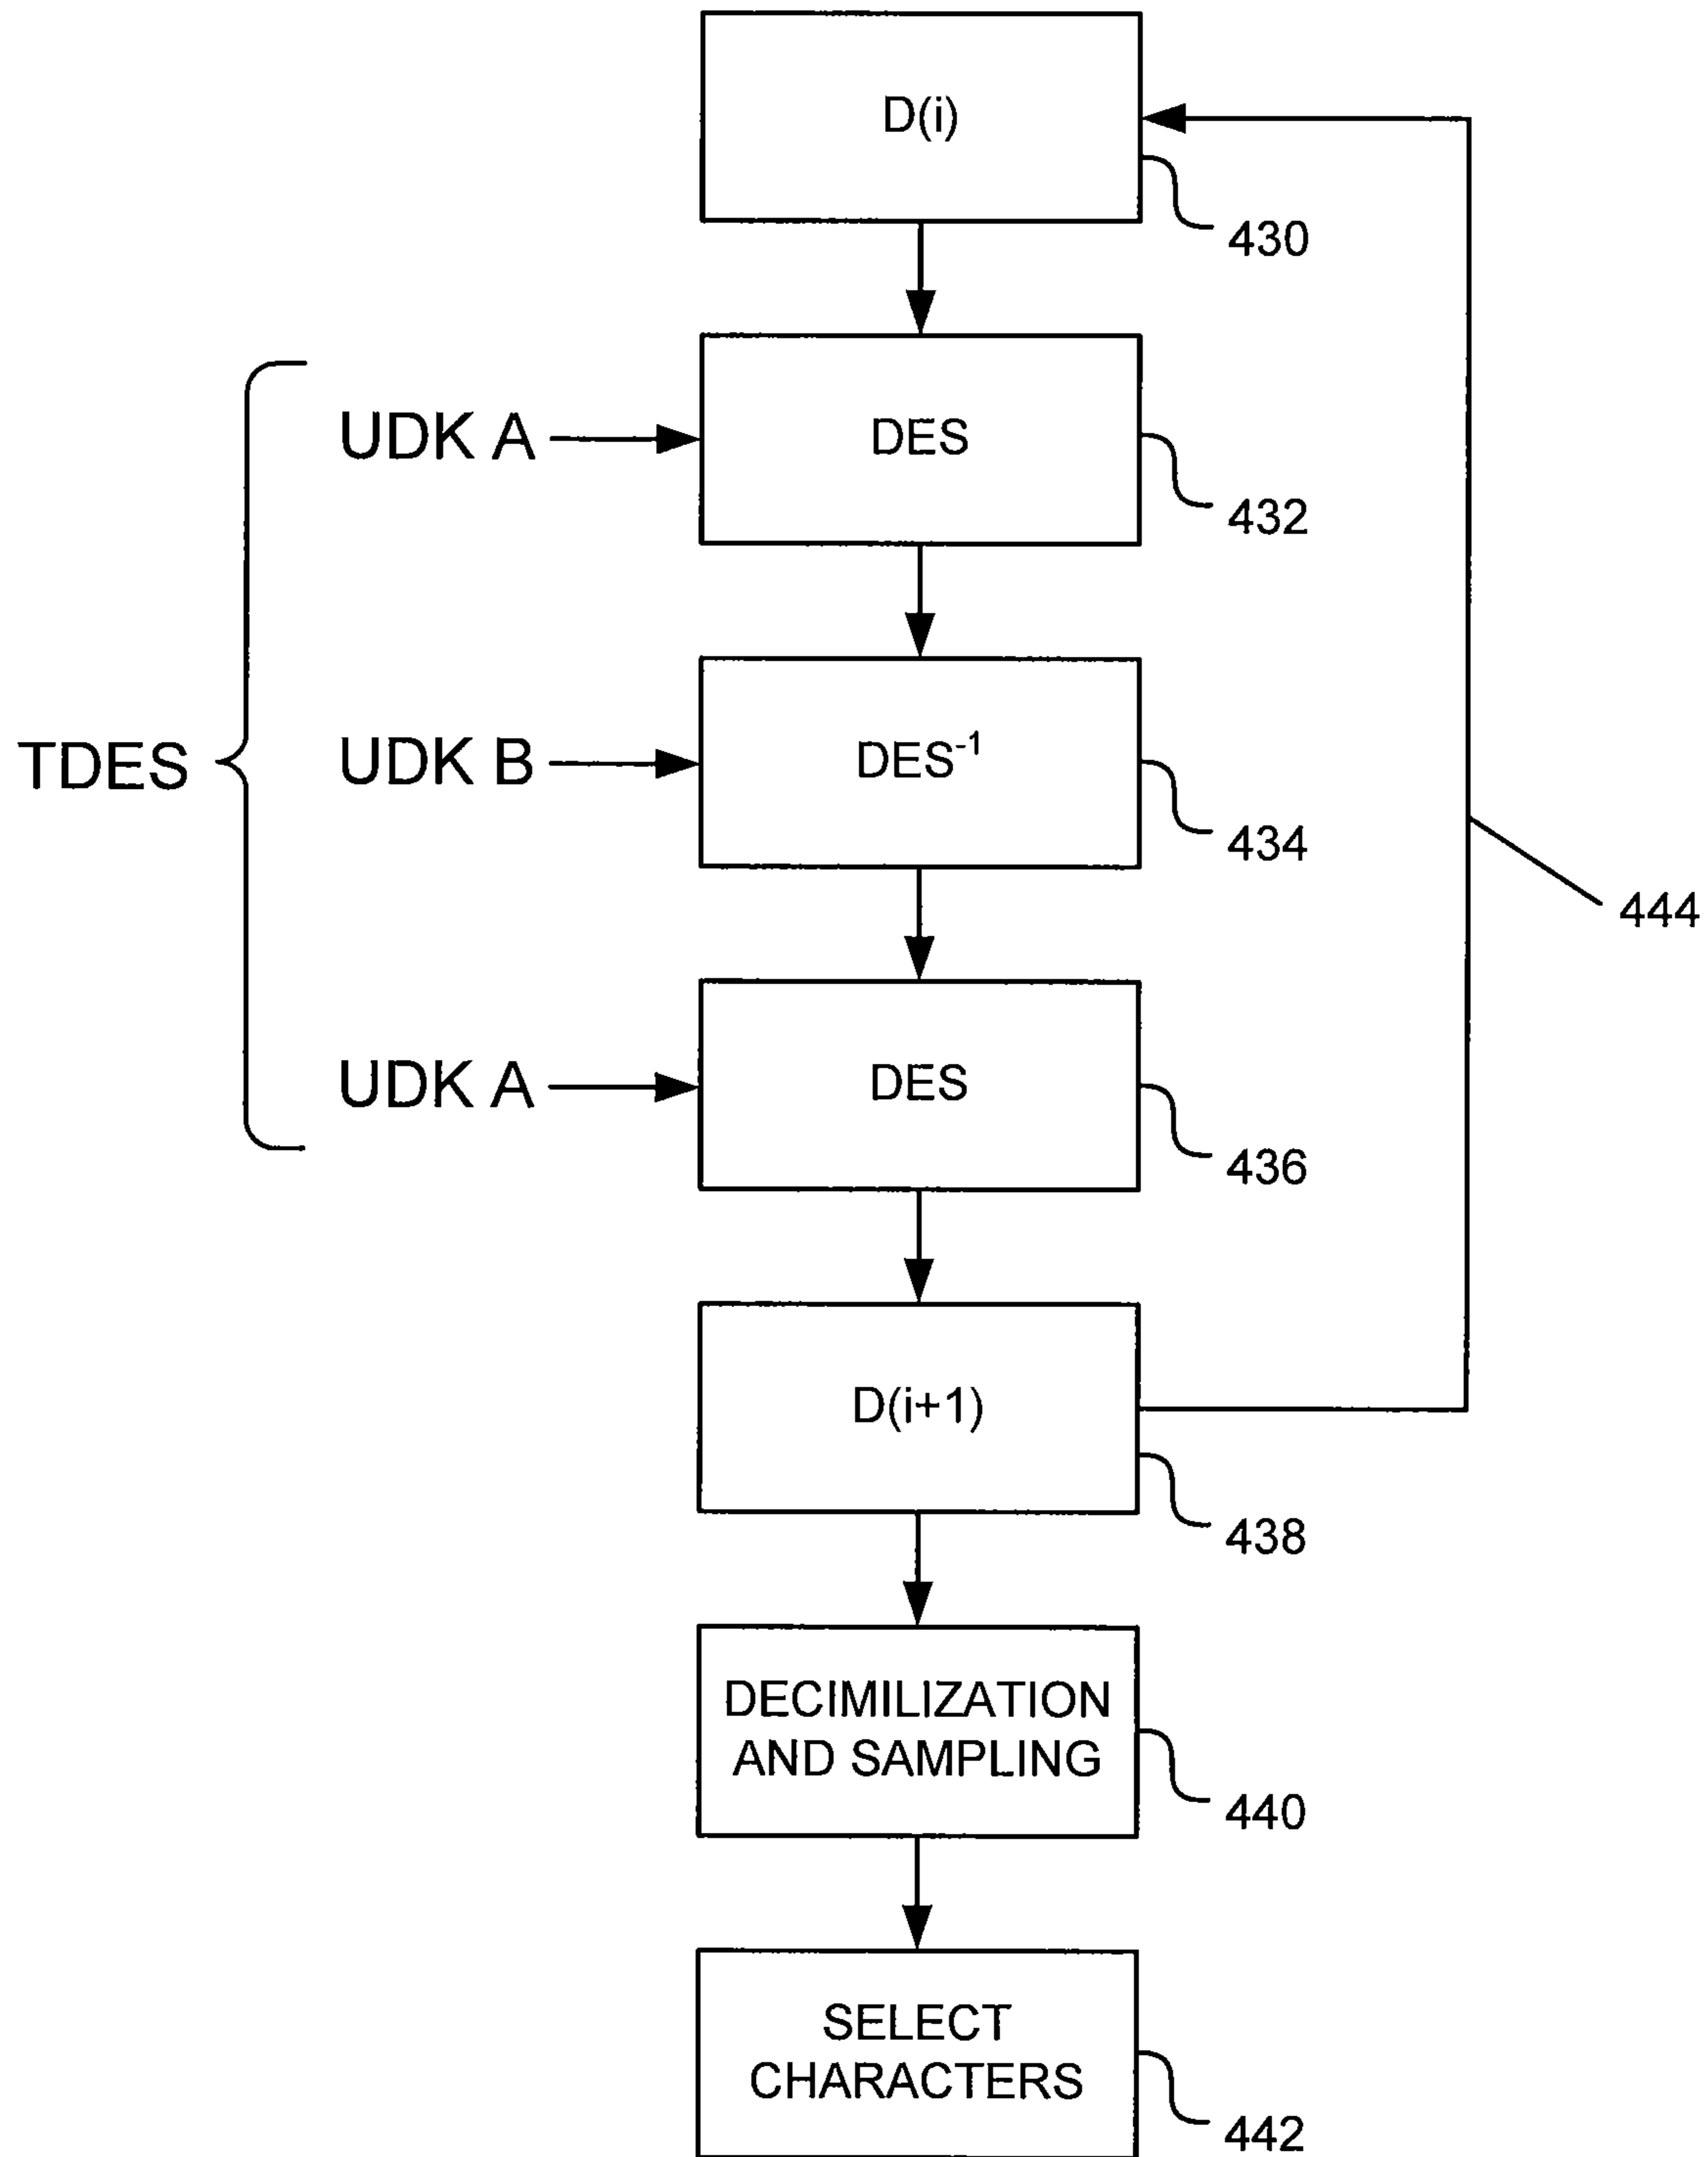 D(i)
430
UDK A
DES
432
TDES
UDK B
DES⁻¹
434
444
UDK A
DES
436
D(i+1)
438
DECIMILIZATION
AND SAMPLING
440
SELECT
CHARACTERS
442